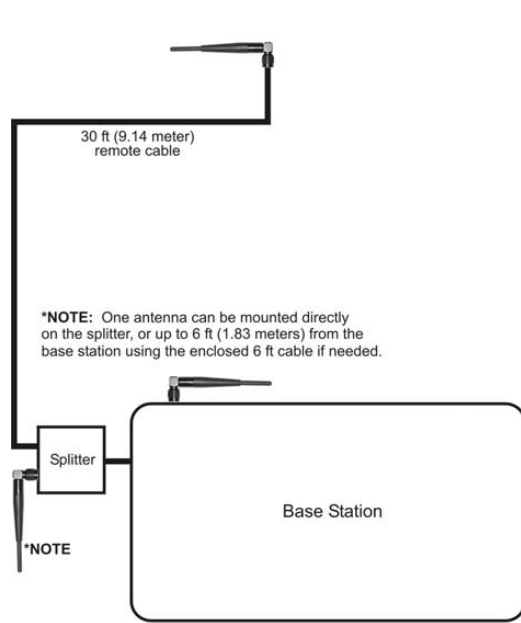 30 ft (9.14 meter)
remote cable
*NOTE: One antenna can be mounted directly
on the splitter, or up to 6 ft (1.83 meters) from the
base station using the enclosed 6 ft cable if needed.
Splitter
Base Station
*NOTE